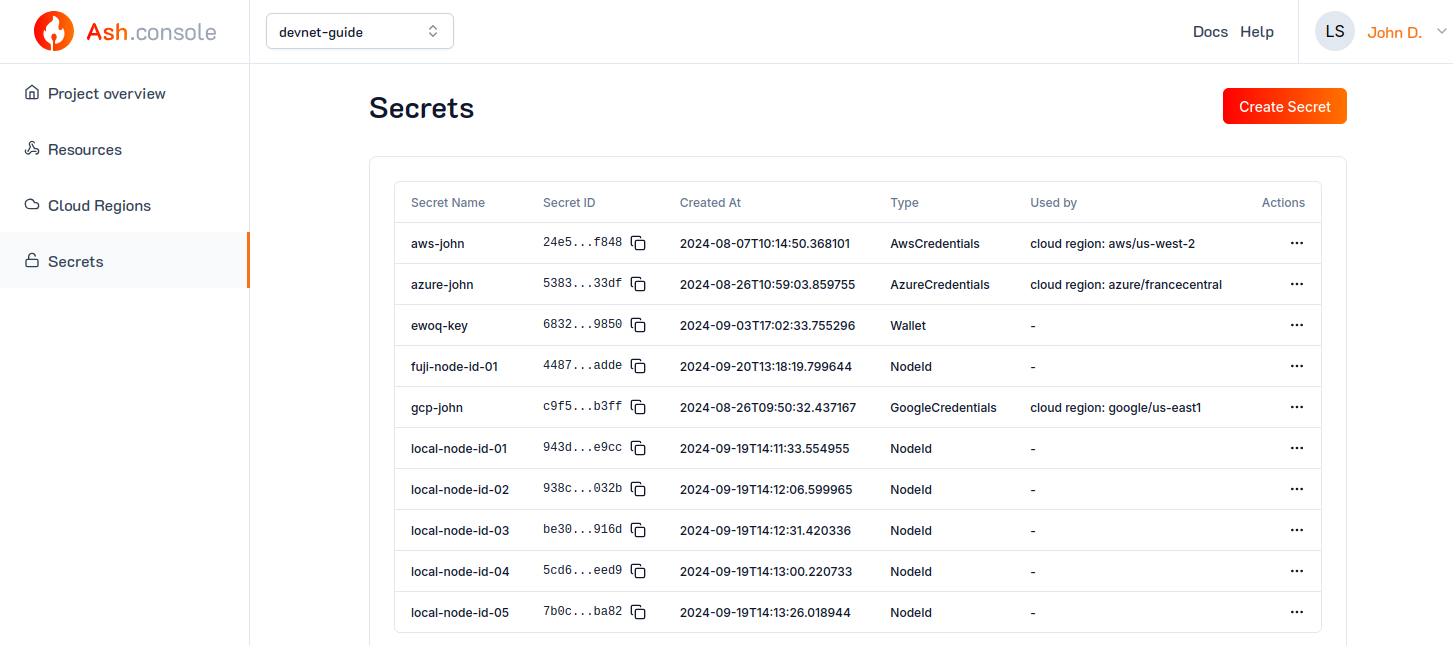 Ash.console
devnet-guide
Docs Help
LS John D.
Project overview
Resources
Cloud Regions
Secrets
Secrets
Create Secret
Secret Name Secret ID Created At Type Used by Actions
aws-john 24e5...f848 2024-08-07T10:14:50.368101 AwsCredentials cloud region: aws/us-west-2 ...
azure-john 5383...33df 2024-08-26T10:59:03.859755 AzureCredentials cloud region: azure/francecentral ...
ewoq-key 6832...9850 2024-09-03T17:02:33.755296 Wallet - ...
fuji-node-id-01 4487...adde 2024-09-20T13:18:19.799644 NodeId - ...
gcp-john c9f5...b3ff 2024-08-26T09:50:32.437167 GoogleCredentials cloud region: google/us-east1 ...
local-node-id-01 943d...e9cc 2024-09-19T14:11:33.554955 NodeId - ...
local-node-id-02 938c...032b 2024-09-19T14:12:06.599965 NodeId - ...
local-node-id-03 be30...916d 2024-09-19T14:12:31.420336 NodeId - ...
local-node-id-04 5cd6...eed9 2024-09-19T14:13:00.220733 NodeId - ...
local-node-id-05 7b0c...ba82 2024-09-19T14:13:26.018944 NodeId - ...